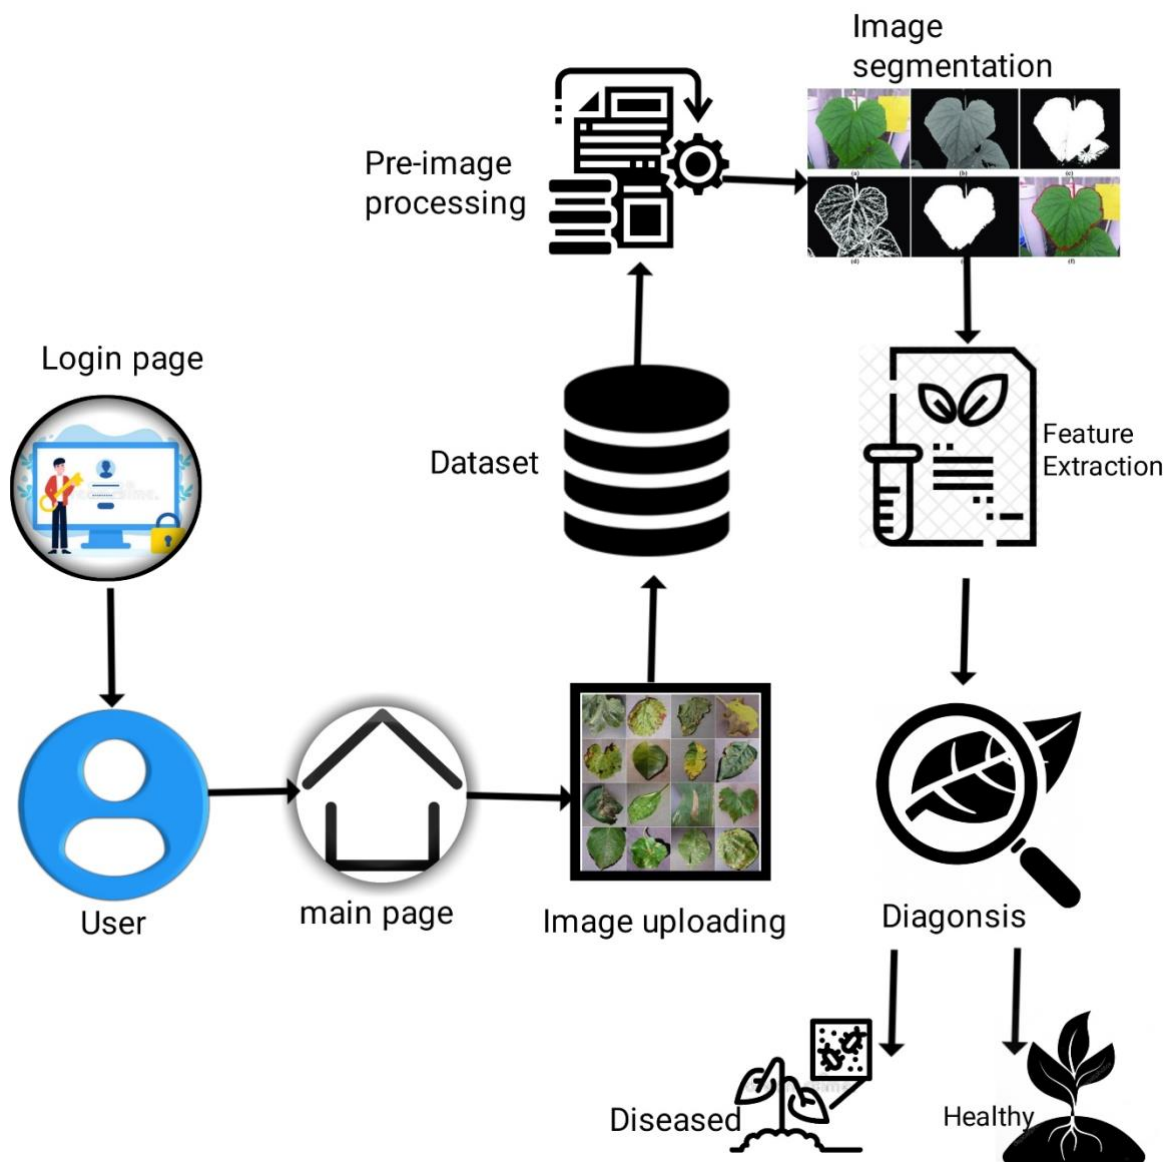 Image
segmentation
Pre-image
processing
(a)
(b)
(c)
(d)
(f)
Login page
Dataset
Feature
Extraction
User
main page
Image uploading
Diagonsis
Diseased
Healthy